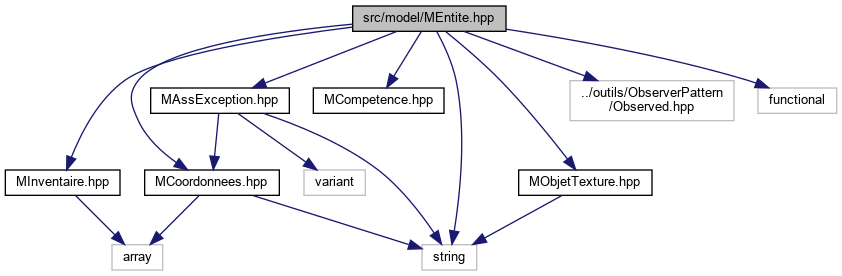 src/model/MEntite.hpp
MAssException.hpp
MCompetence.hpp
../outils/ObserverPattern
/Observed.hpp
functional
MInventaire.hpp
MCoordonnees.hpp
variant
MObjetTexture.hpp
array
string